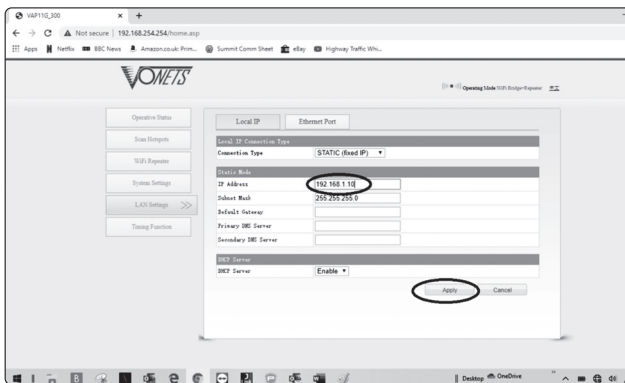 VAP11G_300
Not secure | 192.168.254.254/home.asp
Apps Netflix BBC News Amazon.co.uk: Prim... Summit Comm Sheet eBay Highway Traffic Whi...
VONETS
Operating Mode WiFi Bridge+Repeater 中文
Operative Status
Scan Hotspots
WiFi Repeater
System Settings
LAN Settings
Timing Function
Local IP Ethernet Port
Local IP Connection Type
Connection Type STATIC (fixed IP)
Static Mode
IP Address 192.168.1.10
Subnet Mask 255.255.255.0
Default Gateway
Primary DNS Server
Secondary DNS Server
DHCP Server
DHCP Server Enable
Apply Cancel
Desktop OneDrive